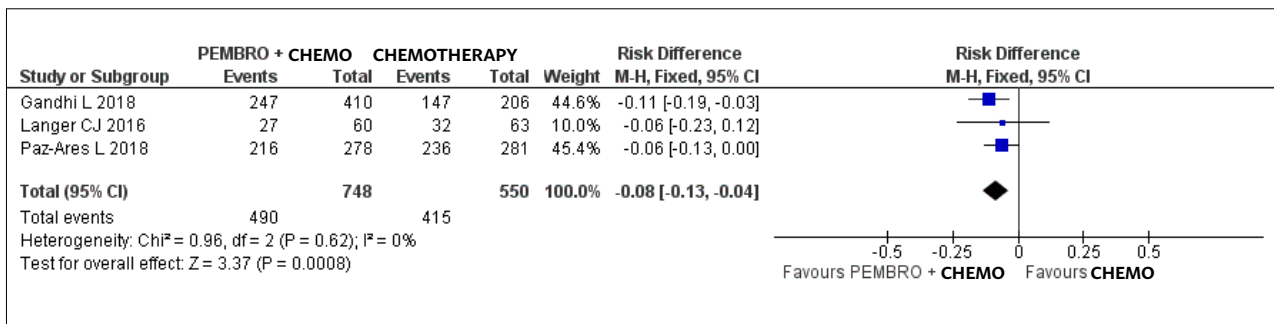 PEMBRO + CHEMO CHEMOTHERAPY Risk Difference Risk Difference
Study or Subgroup Events Total Events Total Weight M-H, Fixed, 95% CI M-H, Fixed, 95% CI
Gandhi L 2018 247 410 147 206 44.6% -0.11 [-0.19, -0.03]
Langer CJ 2016 27 60 32 63 10.0% -0.06 [-0.23, 0.12]
Paz-Ares L 2018 216 278 236 281 45.4% -0.06 [-0.13, 0.00]
Total (95% CI) 748 550 100.0% -0.08 [-0.13, -0.04]
Total events 490 415
Heterogeneity: Chi² = 0.96, df = 2 (P = 0.62); I² = 0%
Test for overall effect: Z = 3.37 (P = 0.0008)
-0.5 -0.25 0 0.25 0.5
Favours PEMBRO + CHEMO Favours CHEMO